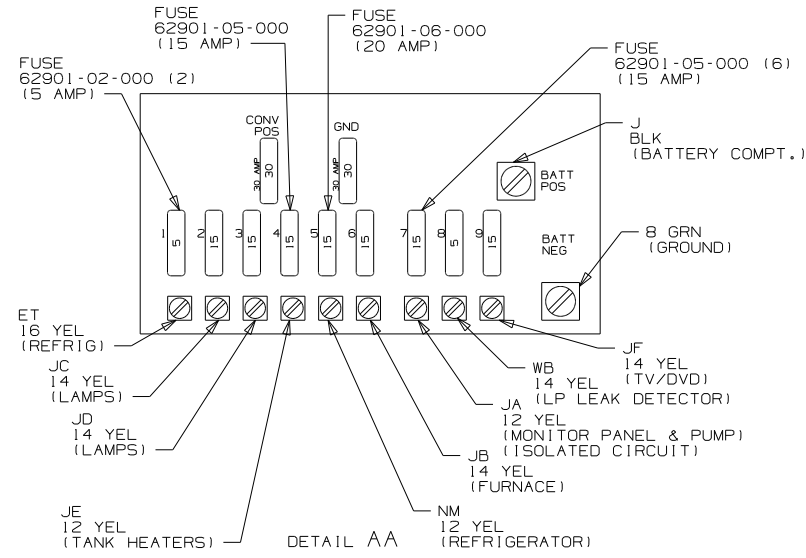 FUSE
62901-05-000
(15 AMP)
FUSE
62901-06-000
(20 AMP)
FUSE
62901-02-000 (2)
(5 AMP)
FUSE
62901-05-000 (6)
(15 AMP)
J
BLK
(BATTERY COMPT.)
CONV
POS
GND
30 AMP
30
30 AMP
30
BATT
POS
1
5
2
15
3
15
4
15
5
15
6
15
7
15
8
5
9
15
BATT
NEG
8 GRN
(GROUND)
ET
16 YEL
(REFRIG)
JC
14 YEL
(LAMPS)
JD
14 YEL
(LAMPS)
JE
12 YEL
(TANK HEATERS)
JF
14 YEL
(TV/DVD)
WB
14 YEL
(LP LEAK DETECTOR)
JA
12 YEL
(MONITOR PANEL & PUMP)
(ISOLATED CIRCUIT)
JB
14 YEL
(FURNACE)
NM
12 YEL
(REFRIGERATOR)
DETAIL AA